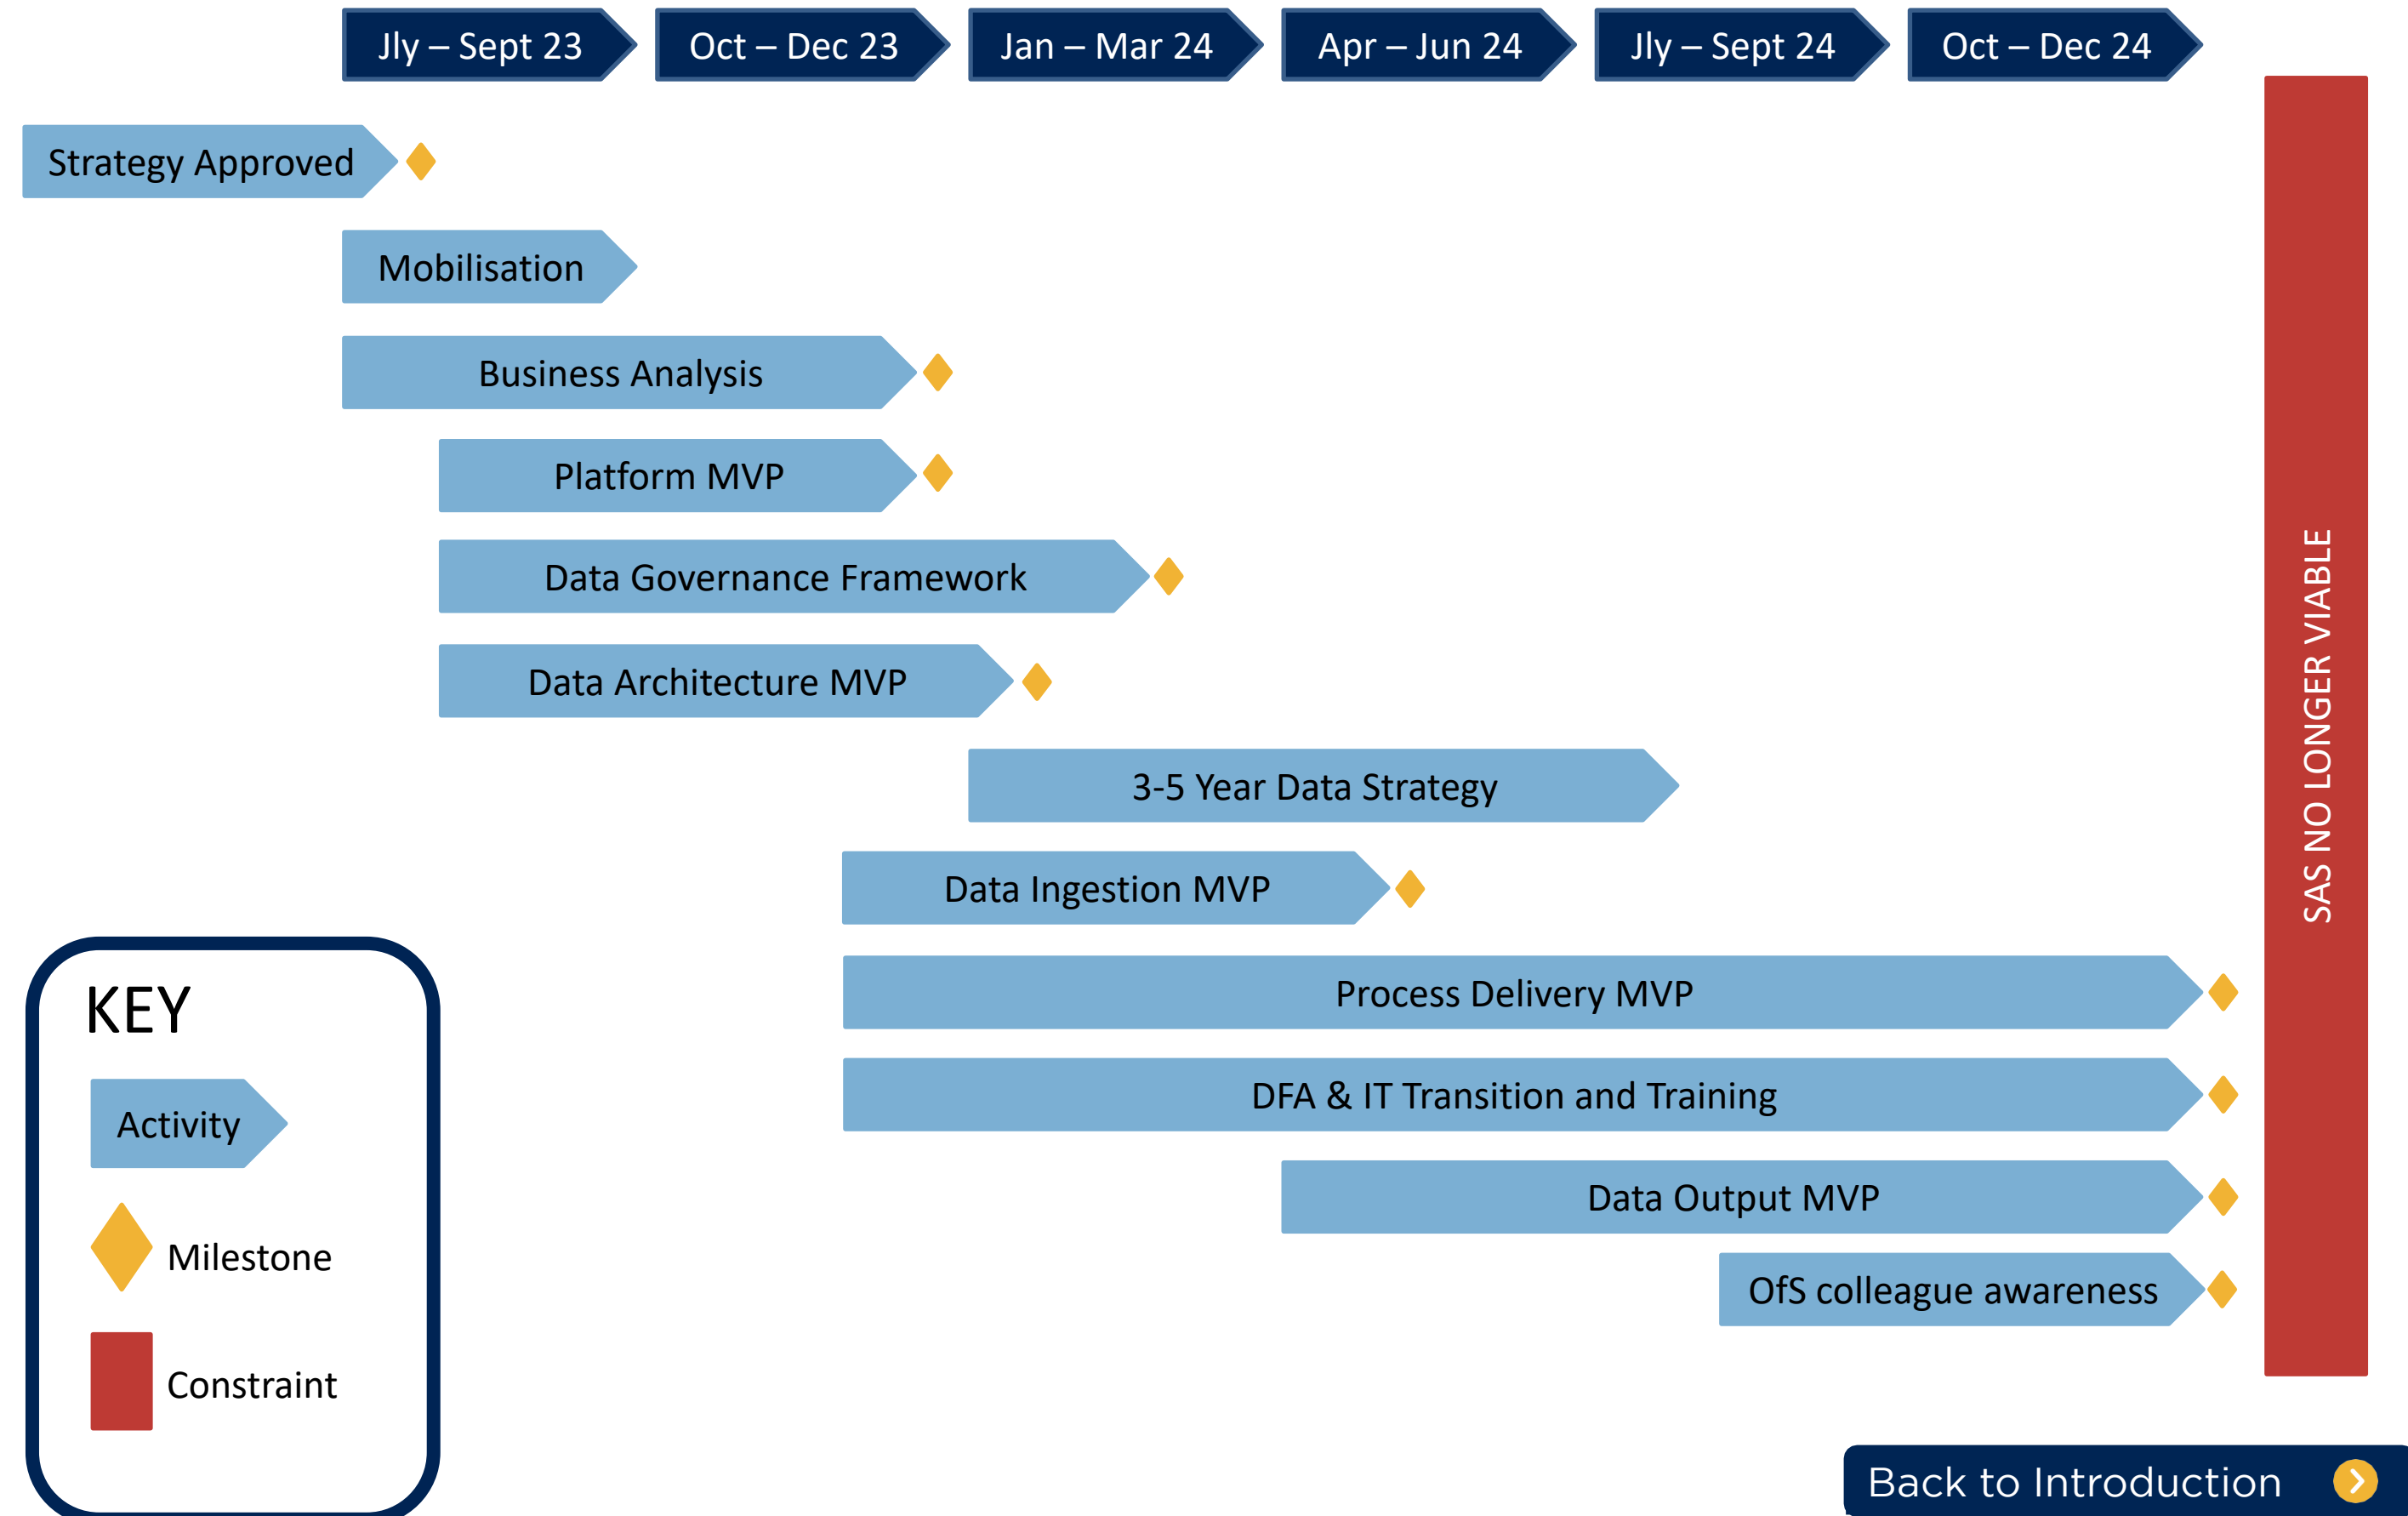 Jly – Sept 23
Oct – Dec 23
Jan – Mar 24
Apr – Jun 24
Jly – Sept 24
Oct – Dec 24
Strategy Approved
Mobilisation
Business Analysis
Platform MVP
Data Governance Framework
Data Architecture MVP
3-5 Year Data Strategy
Data Ingestion MVP
Process Delivery MVP
DFA & IT Transition and Training
Data Output MVP
OfS colleague awareness
SAS NO LONGER VIABLE
KEY
Activity
Milestone
Constraint
Back to Introduction